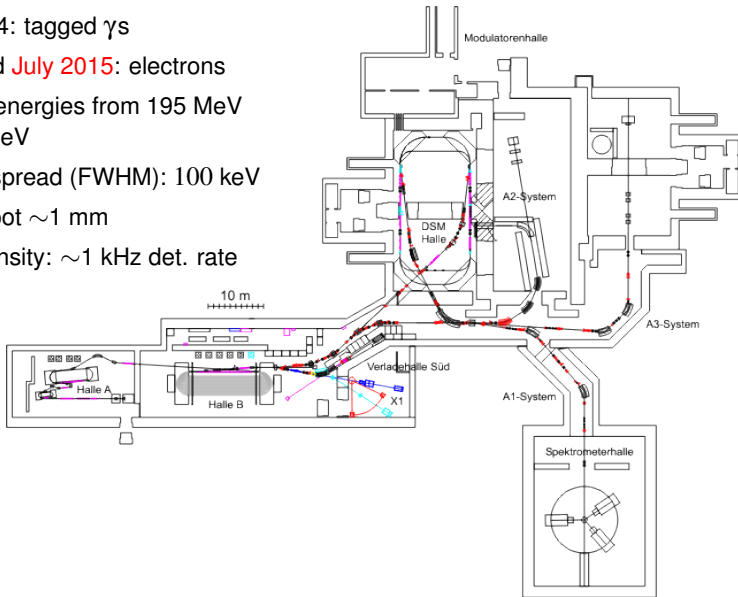 4: tagged γs
d July 2015: electrons
energies from 195 MeV
eV
spread (FWHM): 100 keV
ot ∼1 mm
nsity: ∼1 kHz det. rate
Modulatorenhalle
A2-System
DSM
Halle
10 m
A3-System
Verladehalle Süd
Halle A
Halle B
X1
A1-System
Spektrometerhalle